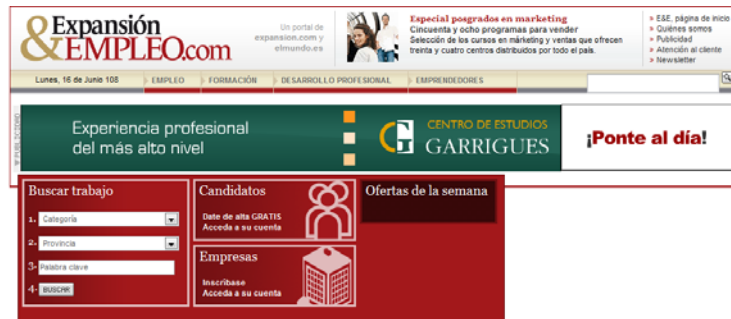 Expansión
&EMPLEO.com
Un portal de
expansion.com y
elmundo.es
Especial posgrados en marketing
Cincuenta y ocho programas para vender
Selección de los cursos en márketing y ventas que ofrecen
treinta y cuatro centros distribuidos por todo el país.
» E&E, página de inicio
» Quiénes somos
» Publicidad
» Atención al cliente
» Newsletter
Lunes, 16 de Junio 108
EMPLEO
FORMACIÓN
DESARROLLO PROFESIONAL
EMPRENDEDORES
PUBLICIDAD
Experiencia profesional
del más alto nivel
G
CENTRO DE ESTUDIOS
GARRIGUES
¡Ponte al día!
Buscar trabajo
1. Categoría
2. Provincia
3- Palabra clave
4- BUSCAR
Candidatos
Date de alta GRATIS
Acceda a su cuenta
Empresas
Inscríbase
Acceda a su cuenta
Ofertas de la semana